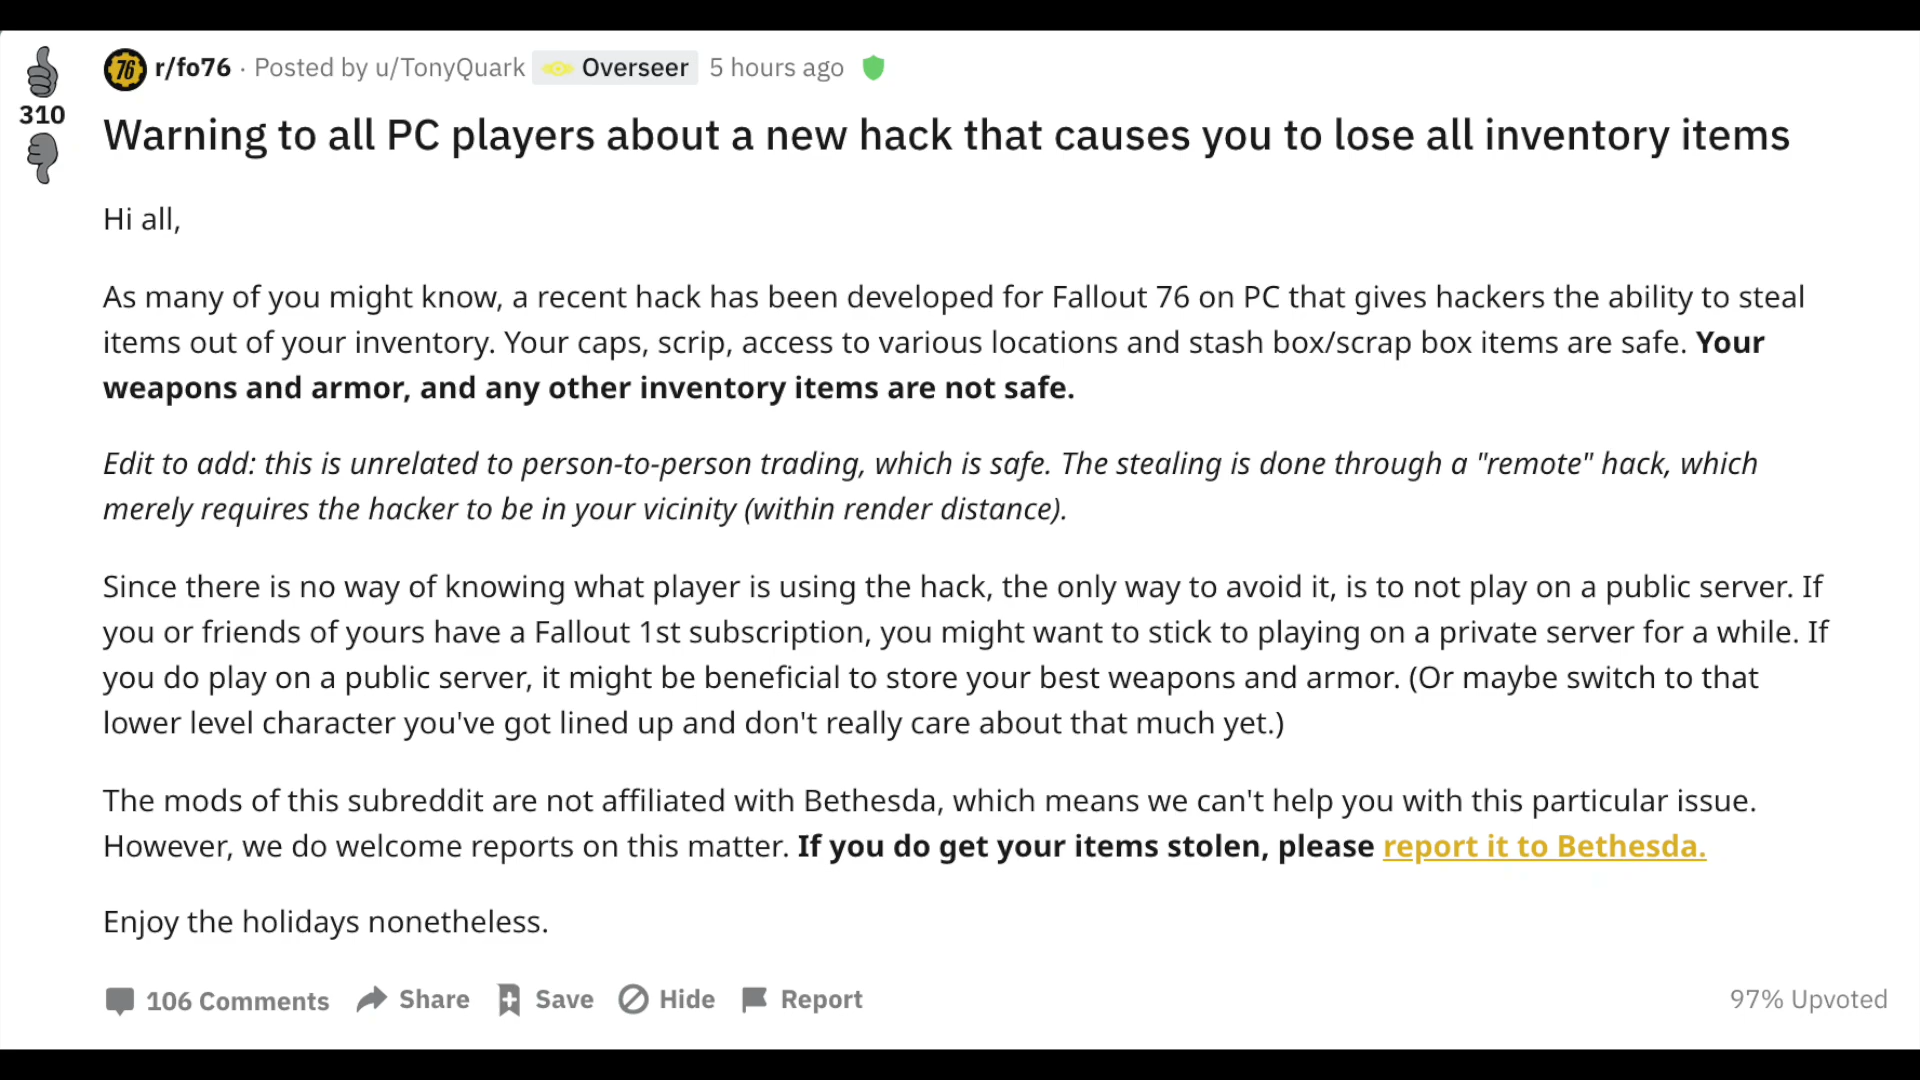 76 r/fo76 · Posted by u/TonyQuark Overseer 5 hours ago
310
Warning to all PC players about a new hack that causes you to lose all inventory items
Hi all,
As many of you might know, a recent hack has been developed for Fallout 76 on PC that gives hackers the ability to steal
items out of your inventory. Your caps, scrip, access to various locations and stash box/scrap box items are safe. Your
weapons and armor, and any other inventory items are not safe.
Edit to add: this is unrelated to person-to-person trading, which is safe. The stealing is done through a "remote" hack, which
merely requires the hacker to be in your vicinity (within render distance).
Since there is no way of knowing what player is using the hack, the only way to avoid it, is to not play on a public server. If
you or friends of yours have a Fallout 1st subscription, you might want to stick to playing on a private server for a while. If
you do play on a public server, it might be beneficial to store your best weapons and armor. (Or maybe switch to that
lower level character you've got lined up and don't really care about that much yet.)
The mods of this subreddit are not affiliated with Bethesda, which means we can't help you with this particular issue.
However, we do welcome reports on this matter. If you do get your items stolen, please report it to Bethesda.
Enjoy the holidays nonetheless.
106 Comments Share Save Hide Report 97% Upvoted